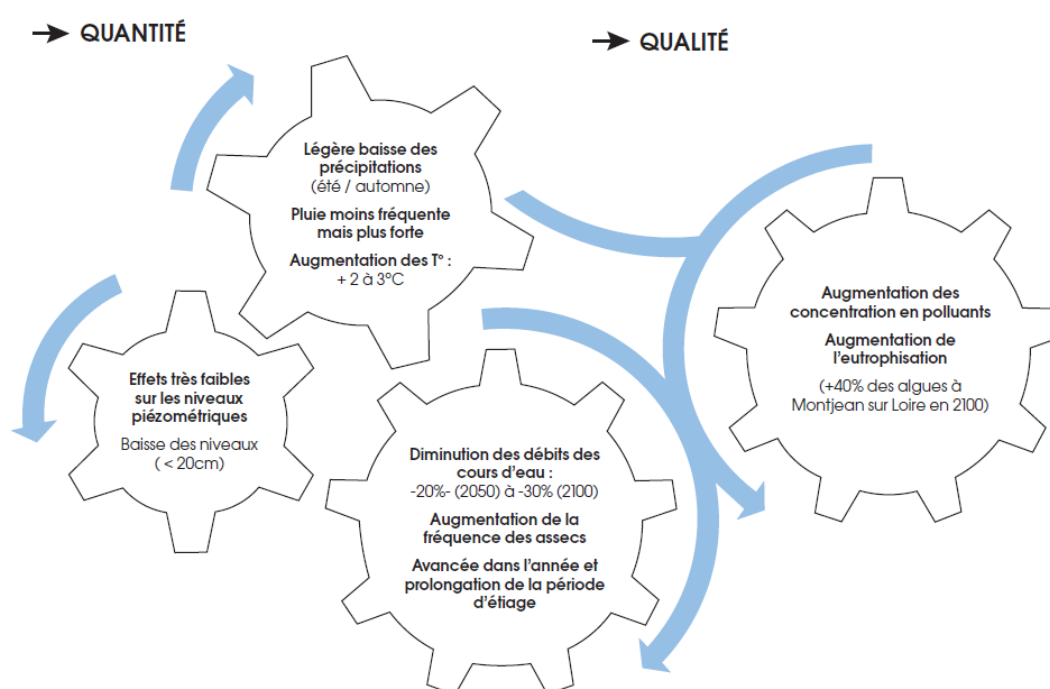 QUANTITÉ
QUALITÉ
Légère baisse des
précipitations
(été / automne)
Pluie moins fréquente
mais plus forte
Augmentation des T° :
+ 2 à 3°C
Effets très faibles
sur les niveaux
piézométriques
Baisse des niveaux
( < 20cm)
Diminution des débits des
cours d'eau :
-20%- (2050) à -30% (2100)
Augmentation de la
fréquence des assecs
Avancée dans l'année et
prolongation de la période
d'étiage
Augmentation des
concentration en polluants
Augmentation de
l'eutrophisation
(+40% des algues à
Montjean sur Loire en 2100)